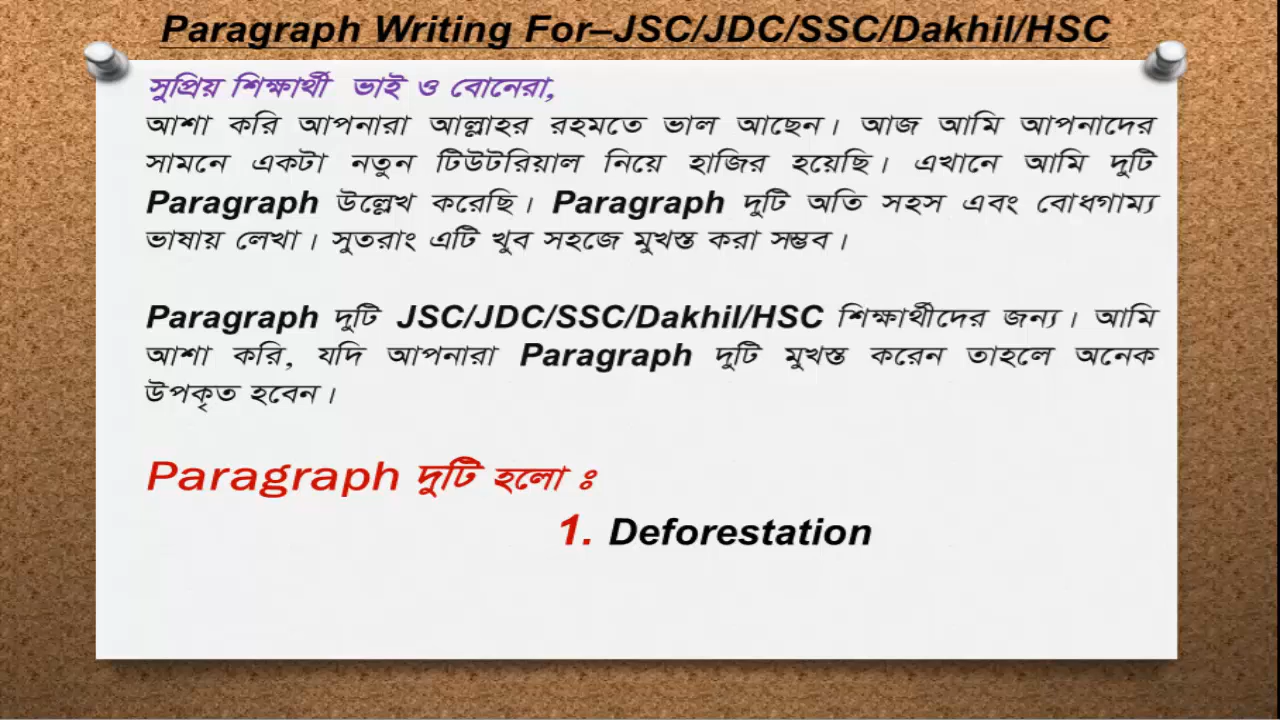 Paragraph Writing For–JSC/JDC/SSC/Dakhil/HSC
সুপ্রিয় শিক্ষার্থী ভাই ও বোনেরা,
আশা করি আপনারা আল্লাহর রহমতে ভাল আছেন। আজ আমি আপনাদের
সামনে একটা নতুন টিউটরিয়াল নিয়ে হাজির হয়েছি। এখানে আমি দুটি
Paragraph উল্লেখ করেছি। Paragraph দুটি অতি সহস এবং বোধগাম্য
ভাষায় লেখা। সুতরাং এটি খুব সহজে মুখস্ত করা সম্ভব।
Paragraph দুটি JSC/JDC/SSC/Dakhil/HSC শিক্ষার্থীদের জন্য। আমি
আশা করি, যদি আপনারা Paragraph দুটি মুখস্ত করেন তাহলে অনেক
উপকৃত হবেন।
Paragraph দুটি হলো ঃ
1. Deforestation